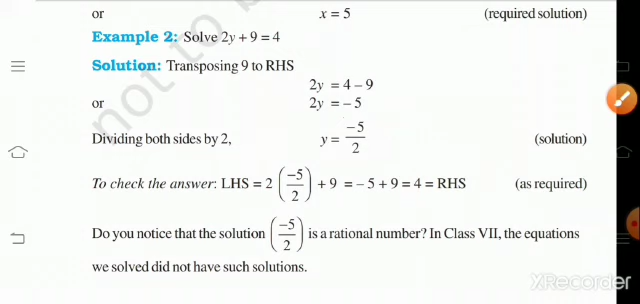 or x = 5 (required solution)
Example 2: Solve 2y + 9 = 4
Solution: Transposing 9 to RHS
2y = 4 – 9
or 2y = – 5
Dividing both sides by 2, y = –5/2 (solution)
To check the answer: LHS = 2 (–5/2) + 9 = – 5 + 9 = 4 = RHS (as required)
Do you notice that the solution (–5/2) is a rational number? In Class VII, the equations
we solved did not have such solutions.
not to b
XRecorder